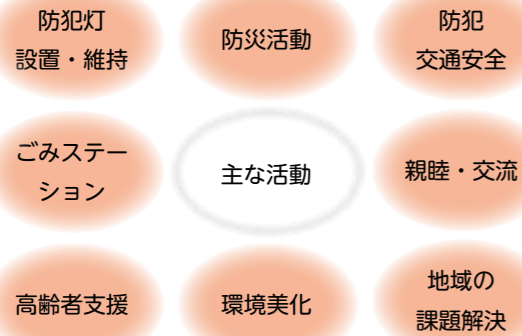 防犯灯
設置・維持
防災活動
防犯
交通安全
ごみステー
ション
主な活動
親睦・交流
高齢者支援
環境美化
地域の
課題解決